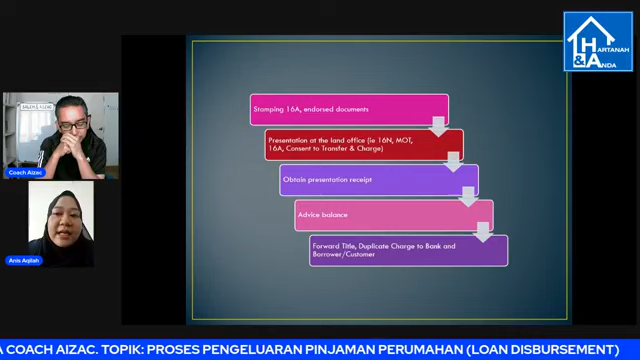 HARTANAH
&ANDA
Stamping 16A, endorsed documents
Presentation at the land office (ie 16N, MOT,
16A, Consent to Transfer & Charge)
Obtain presentation receipt
Advice balance
Forward Title, Duplicate Charge to Bank and
Borrower/Customer
Coach Aizac
Anis Aqilah
A COACH AIZAC. TOPIK: PROSES PENGELUARAN PINJAMAN PERUMAHAN (LOAN DISBURSEMENT)